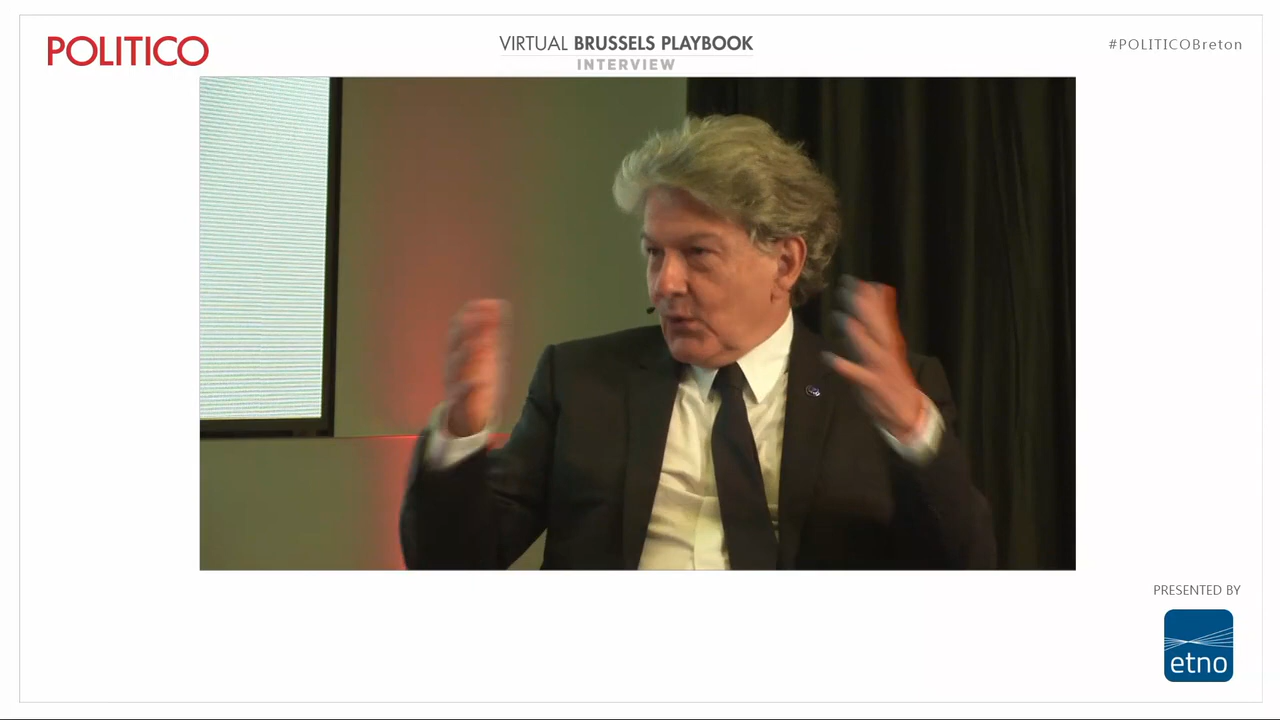 POLITICO
VIRTUAL BRUSSELS PLAYBOOK
INTERVIEW
#POLITICOBreton
PRESENTED BY
etno